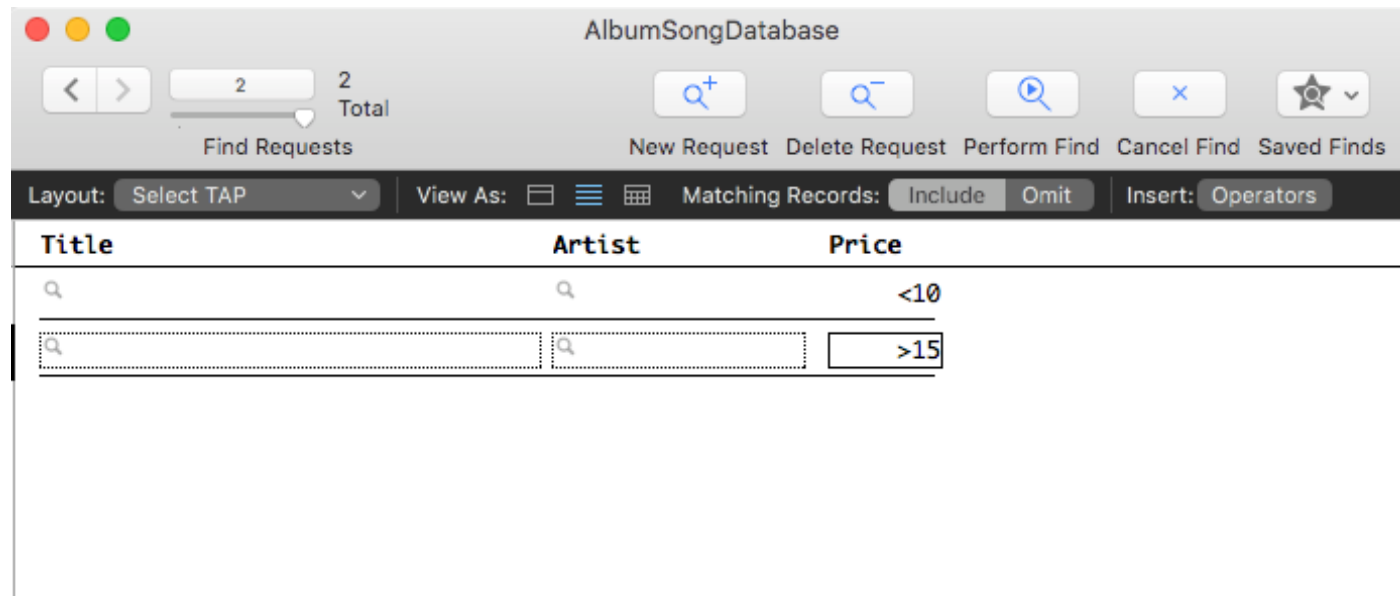 AlbumSongDatabase
2
2
Total
Find Requests
New Request Delete Request Perform Find Cancel Find Saved Finds
Layout: Select TAP View As: Matching Records: Include Omit Insert: Operators
Title Artist Price
<10
>15